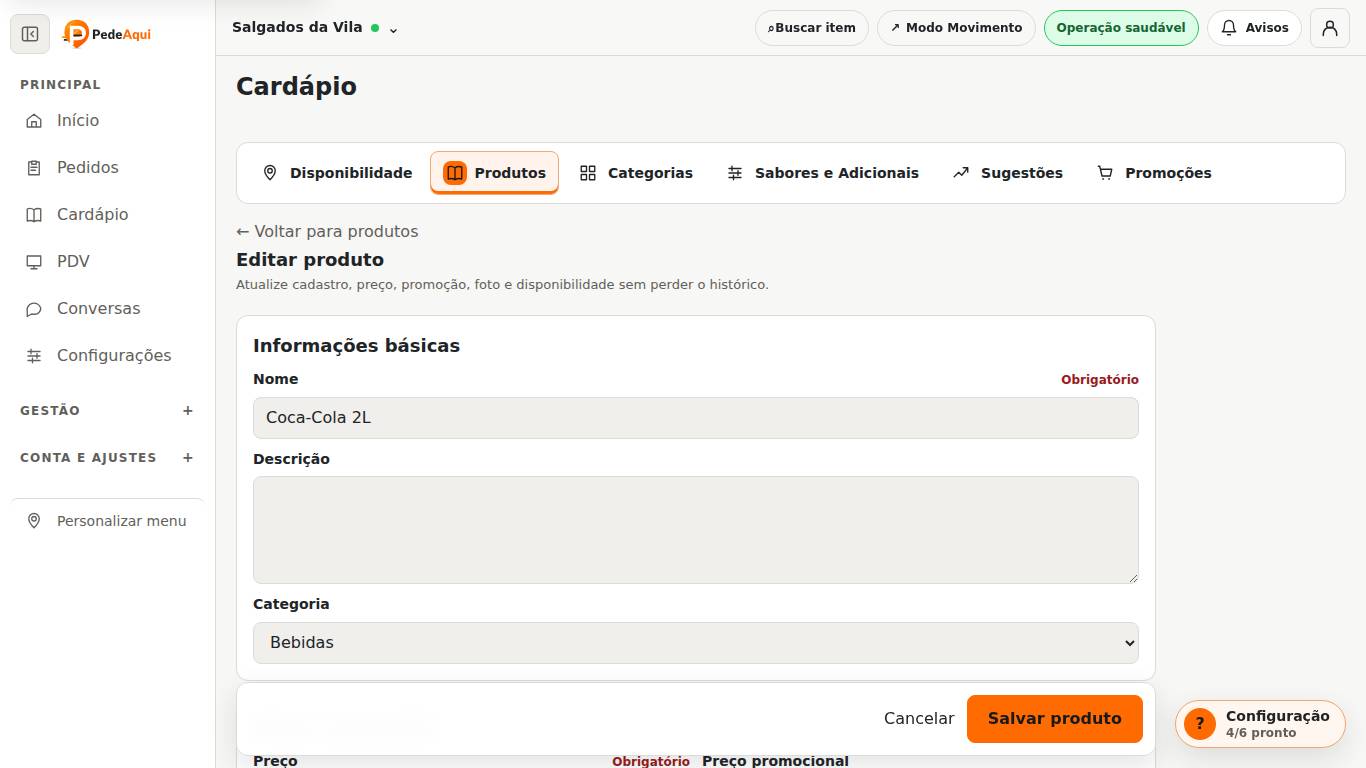 PedeAqui
PRINCIPAL
Início
Pedidos
Cardápio
PDV
Conversas
Configurações
GESTÃO +
CONTA E AJUSTES +
Personalizar menu
Salgados da Vila
Buscar item
↗ Modo Movimento
Operação saudável
Avisos
Cardápio
Disponibilidade
Produtos
Categorias
Sabores e Adicionais
Sugestões
Promoções
← Voltar para produtos
Editar produto
Atualize cadastro, preço, promoção, foto e disponibilidade sem perder o histórico.
Informações básicas
Nome Obrigatório
Coca-Cola 2L
Descrição
Categoria
Bebidas
Cancelar
Salvar produto
? Configuração
4/6 pronto
Preço Obrigatório Preço promocional